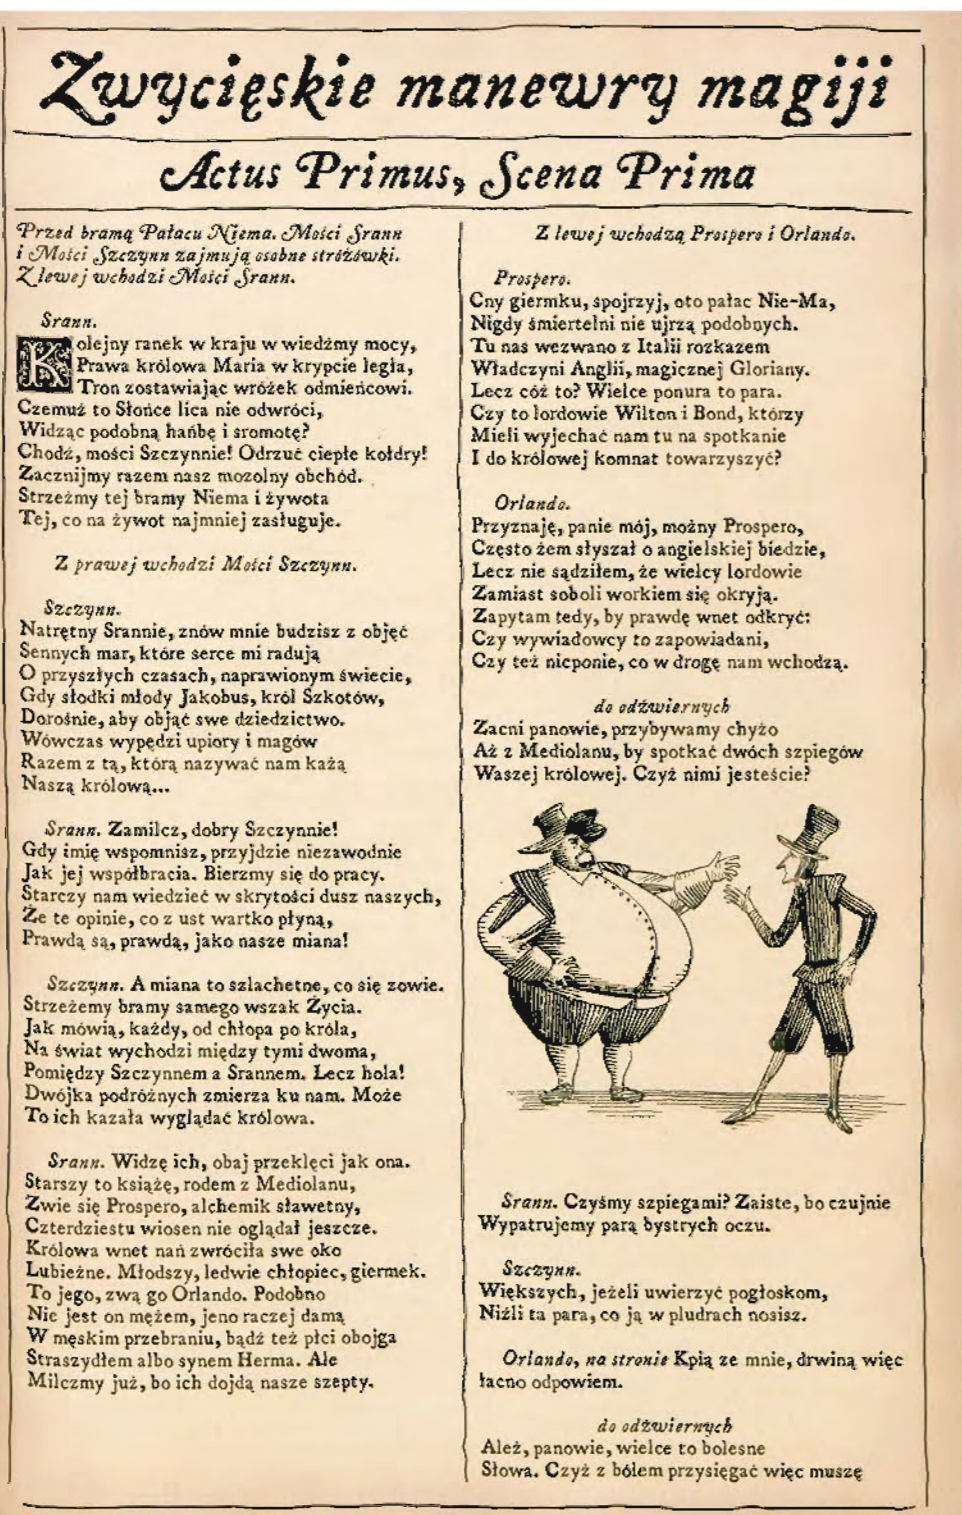 Zwycięskie manewry magiji
Actus Primus, Scena Prima
Przed bramą Pałacu Niema. Mości Srann
i Mości Szczynn zajmują osobne stróżówki.
Z lewej wchodzi Mości Srann.
Srann.
Kolejny ranek w kraju w wiedźmy mocy,
Prawa królowa Maria w krypcie legła,
Tron zostawiając wróżek odmieńcowi.
Czemuż to Słońce lica nie odwróci,
Widząc podobną hańbę i sromotę?
Chodź, mości Szczynnie! Odrzuć ciepłe kołdry!
Zacznijmy razem nasz mozolny obchód.
Strzeżmy tej bramy Niema i żywota
Tej, co na żywot najmniej zasługuje.
Z prawej wchodzi Mości Szczynn.
Szczynn.
Natrętny Srannie, znów mnie budzisz z objęć
Sennych mar, które serce mi radują
O przyszłych czasach, naprawionym świecie,
Gdy słodki młody Jakobus, król Szkotów,
Dorośnie, aby objąć swe dziedzictwo.
Wówczas wypędzi upiory i magów
Razem z tą, którą nazywać nam każą
Naszą królową...
Srann. Zamilcz, dobry Szczynnie!
Gdy imię wspomnisz, przyjdzie niezawodnie
Jak jej współbracia. Bierzmy się do pracy.
Starczy nam wiedzieć w skrytości dusz naszych,
Że te opinie, co z ust wartko płyną,
Prawdą są, prawdą, jako nasze miana!
Szczynn. A miana to szlachetne, co się zowie.
Strzeżemy bramy samego wszak Życia.
Jak mówią, każdy, od chłopa po króla,
Na świat wychodzi między tymi dwoma,
Pomiędzy Szczynnem a Srannem. Lecz hola!
Dwójka podróżnych zmierza ku nam. Może
To ich kazała wyglądać królowa.
Srann. Widzę ich, obaj przeklęci jak ona.
Starszy to książę, rodem z Mediolanu,
Zwie się Prospero, alchemik sławetny,
Czterdziestu wiosen nie oglądał jeszcze.
Królowa wnet nań zwróciła swe oko
Lubieżne. Młodszy, ledwie chłopiec, giermek.
To jego, zwą go Orlando. Podobno
Nie jest on mężem, jeno raczej damą
W męskim przebraniu, bądź też płci obojga
Straszydłem albo synem Herma. Ale
Milczmy już, bo ich dojdą nasze szepty.
Z lewej wchodzą Prospero i Orlando.
Prospero.
Cny giermku, spojrzyj, oto pałac Nie-Ma,
Nigdy śmiertelni nie ujrzą podobnych.
Tu nas wezwano z Italii rozkazem
Władczyni Anglii, magicznej Gloriany.
Lecz cóż to? Wielce ponura to para.
Czy to lordowie Wilton i Bond, którzy
Mieli wyjechać nam tu na spotkanie
I do królowej komnat towarzyszyć?
Orlando.
Przyznaję, panie mój, możny Prospero,
Często żem słyszał o angielskiej biedzie,
Lecz nie sądziłem, że wielcy lordowie
Zamiast soboli workiem się okryją.
Zapytam tedy, by prawdę wnet odkryć:
Czy wywiadowcy to zapowiadani,
Czy też nicponie, co w drogę nam wchodzą.
do odźwiernych
Zacni panowie, przybywamy chyżo
Aż z Mediolanu, by spotkać dwóch szpiegów
Waszej królowej. Czyż nimi jesteście?
Srann. Czyśmy szpiegami? Zaiste, bo czujnie
Wypatrujemy parą bystrych oczu.
Szczynn.
Większych, jeżeli uwierzyć pogłoskom,
Niźli ta para, co ją w pludrach nosisz.
Orlando, na stronie Kpią ze mnie, drwiną więc
łacno odpowiem.
do odźwiernych
Ależ, panowie, wielce to bolesne
Słowa. Czyż z bólem przysięgać więc muszę